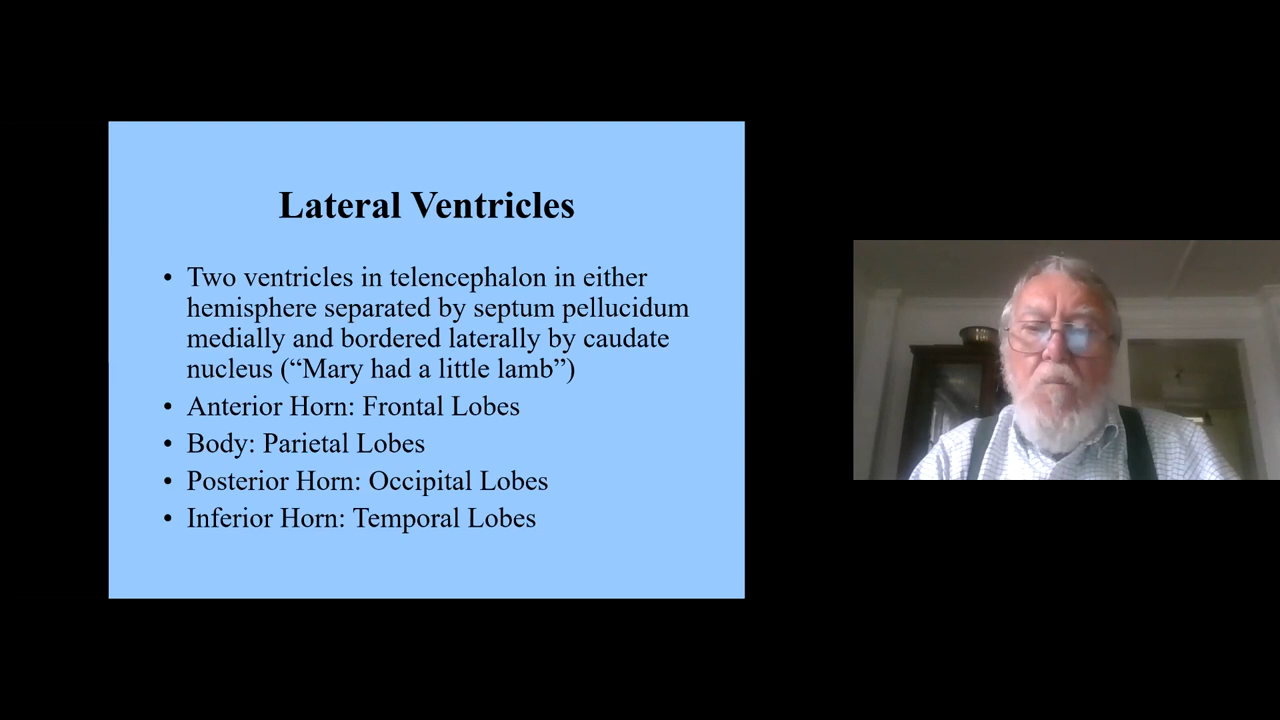 Lateral Ventricles
• Two ventricles in telencephalon in either
hemisphere separated by septum pellucidum
medially and bordered laterally by caudate
nucleus (“Mary had a little lamb”)
• Anterior Horn: Frontal Lobes
• Body: Parietal Lobes
• Posterior Horn: Occipital Lobes
• Inferior Horn: Temporal Lobes